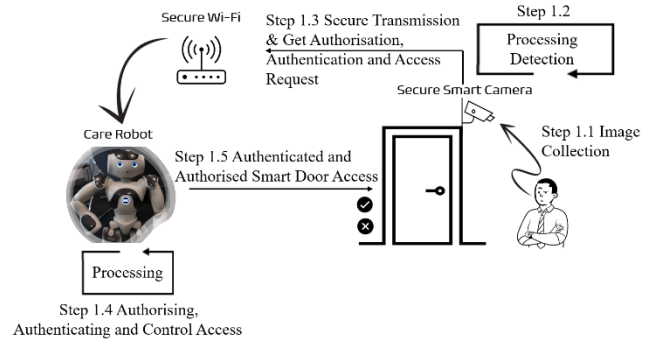 Secure Wi-Fi
Step 1.3 Secure Transmission
& Get Authorisation,
Authentication and Access
Request
Step 1.2
Processing
Detection
Secure Smart Camera
Step 1.1 Image
Collection
Care Robot
Step 1.5 Authenticated and
Authorised Smart Door Access
Processing
Step 1.4 Authorising,
Authenticating and Control Access